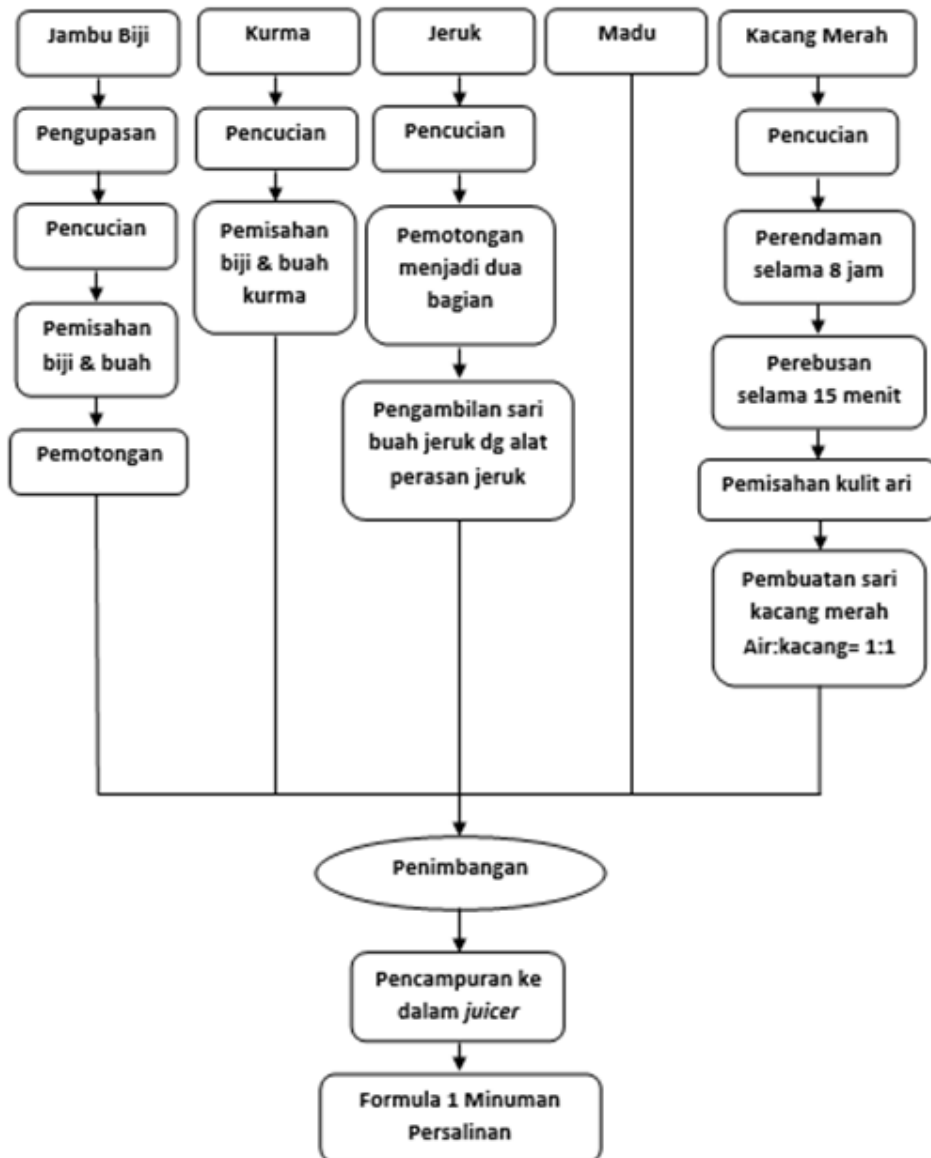 Jambu Biji
Pengupasan
Pencucian
Pemisahan
biji & buah
Pemotongan
Kurma
Pencucian
Pemisahan
biji & buah
kurma
Jeruk
Pencucian
Pemotongan
menjadi dua
bagian
Pengambilan sari
buah jeruk dg alat
perasan jeruk
Madu
Kacang Merah
Pencucian
Perendaman
selama 8 jam
Perebusan
selama 15 menit
Pemisahan kulit ari
Pembuatan sari
kacang merah
Air:kacang= 1:1
Penimbangan
Pencampuran ke
dalam juicer
Formula 1 Minuman
Persalinan